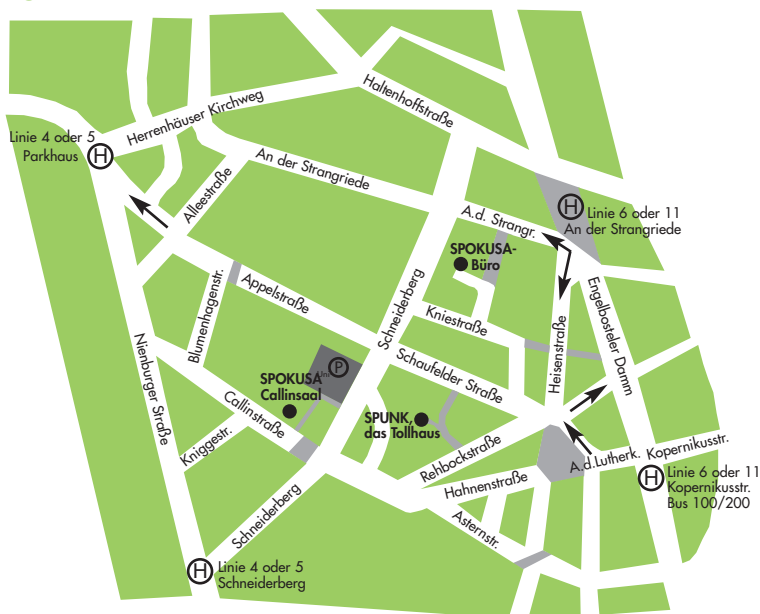 Haltenhoffstraße
Herrenhäuser Kirchweg
Linie 4 oder 5
Parkhaus
H
An der Strangriede
Alleestraße
A.d. Strangr.
H
Linie 6 oder 11
An der Strangriede
SPOKUSA-
Büro
Schneiderberg
Appelstraße
Blumenhagenstr.
Kniestraße
Heisenstraße
Engelbosteler Damm
Nienburger Straße
P
Schaufelder Straße
SPOKUSA
Callinsaal
SPUNK,
das Tollhaus
Callinstraße
Kniggestr.
Rehbockstraße
A.d.Lutherk.
Kopernikusstr.
Hahnenstraße
H
Linie 6 oder 11
Kopernikusstr.
Bus 100/200
Schneiderberg
Asternstr.
H
Linie 4 oder 5
Schneiderberg